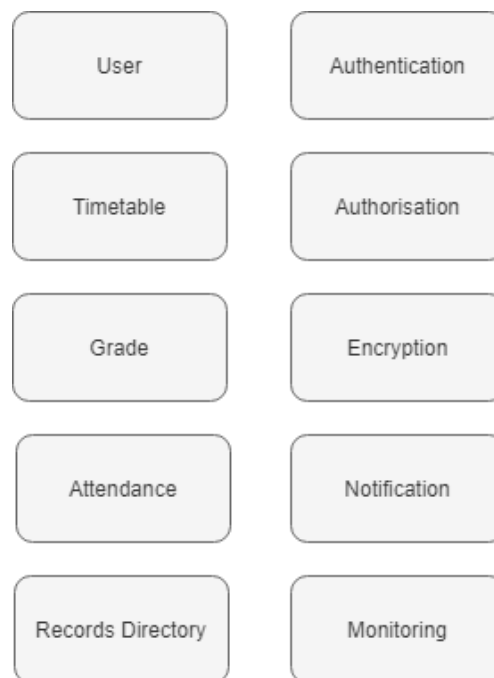 User
Authentication
Timetable
Authorisation
Grade
Encryption
Attendance
Notification
Records Directory
Monitoring